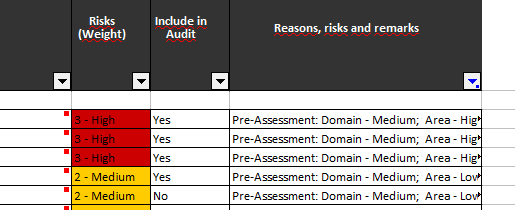 Risks (Weight) Include in Audit Reasons, risks and remarks
3 - High Yes Pre-Assessment: Domain - Medium; Area - Hig
3 - High Yes Pre-Assessment: Domain - Medium; Area - Hig
3 - High Yes Pre-Assessment: Domain - Medium; Area - Hig
2 - Medium Yes Pre-Assessment: Domain - Medium; Area - Low
2 - Medium No Pre-Assessment: Domain - Medium; Area - Low